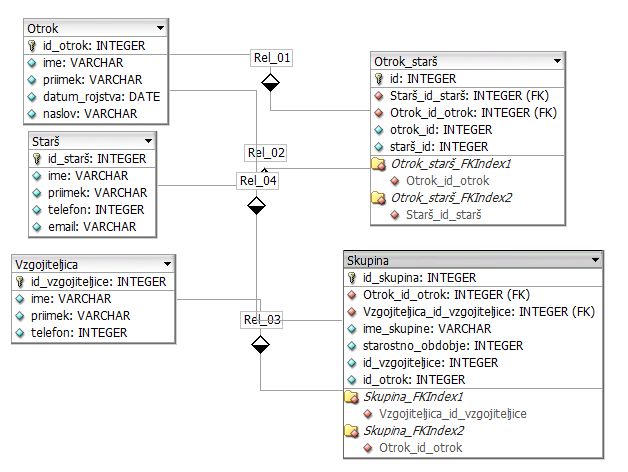 Otrok
id_otrok: INTEGER
ime: VARCHAR
priimek: VARCHAR
datum_rojstva: DATE
naslov: VARCHAR
Starš
id_starš: INTEGER
ime: VARCHAR
priimek: VARCHAR
telefon: INTEGER
email: VARCHAR
Vzgojiteljica
id_vzgojiteljice: INTEGER
ime: VARCHAR
priimek: VARCHAR
telefon: INTEGER
Rel_01
Rel_02
Rel_04
Rel_03
Otrok_starš
id: INTEGER
Starš_id_starš: INTEGER (FK)
Otrok_id_otrok: INTEGER (FK)
otrok_id: INTEGER
starš_id: INTEGER
Otrok_starš_FKIndex1
Otrok_id_otrok
Otrok_starš_FKIndex2
Starš_id_starš
Skupina
id_skupina: INTEGER
Otrok_id_otrok: INTEGER (FK)
Vzgojiteljica_id_vzgojiteljice: INTEGER (FK)
ime_skupine: VARCHAR
starostno_obdobje: INTEGER
id_vzgojiteljice: INTEGER
id_otrok: INTEGER
Skupina_FKIndex1
Vzgojiteljica_id_vzgojiteljice
Skupina_FKIndex2
Otrok_id_otrok